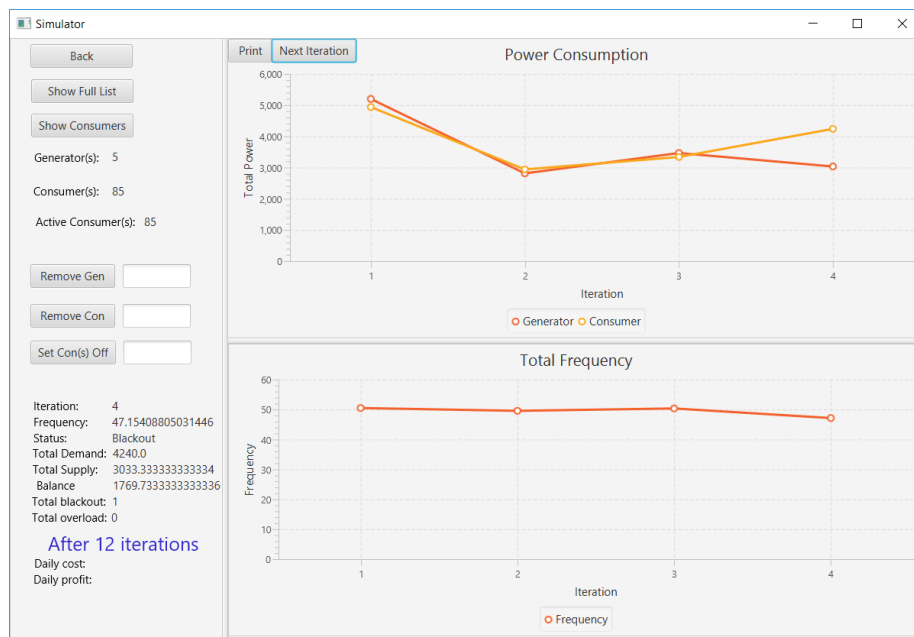 Simulator
Back
Show Full List
Show Consumers
Generator(s): 5
Consumer(s): 85
Active Consumer(s): 85
Remove Gen
Remove Con
Set Con(s) Off
Iteration: 4
Frequency: 47.15408805031446
Status: Blackout
Total Demand: 4240.0
Total Supply: 3033.333333333334
Balance 1769.7333333333336
Total blackout: 1
Total overload: 0
After 12 iterations
Daily cost:
Daily profit:
Print Next Iteration
Power Consumption
6,000
5,000
4,000
3,000
2,000
1,000
0
Total Power
1 2 3 4
Iteration
Generator Consumer
Total Frequency
60
50
40
30
20
10
0
Frequency
1 2 3 4
Iteration
Frequency